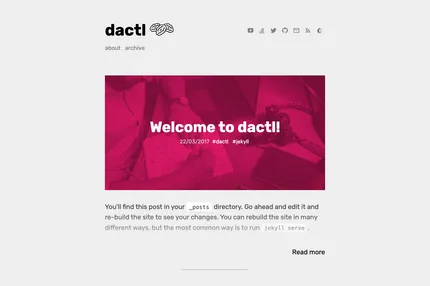 dactl
about archive
Welcome to dactl!
22/03/2017 #dactl #jekyll
You'll find this post in your _posts directory. Go ahead and edit it and
re-build the site to see your changes. You can rebuild the site in many
different ways, but the most common way is to run jekyll serve,
Read more